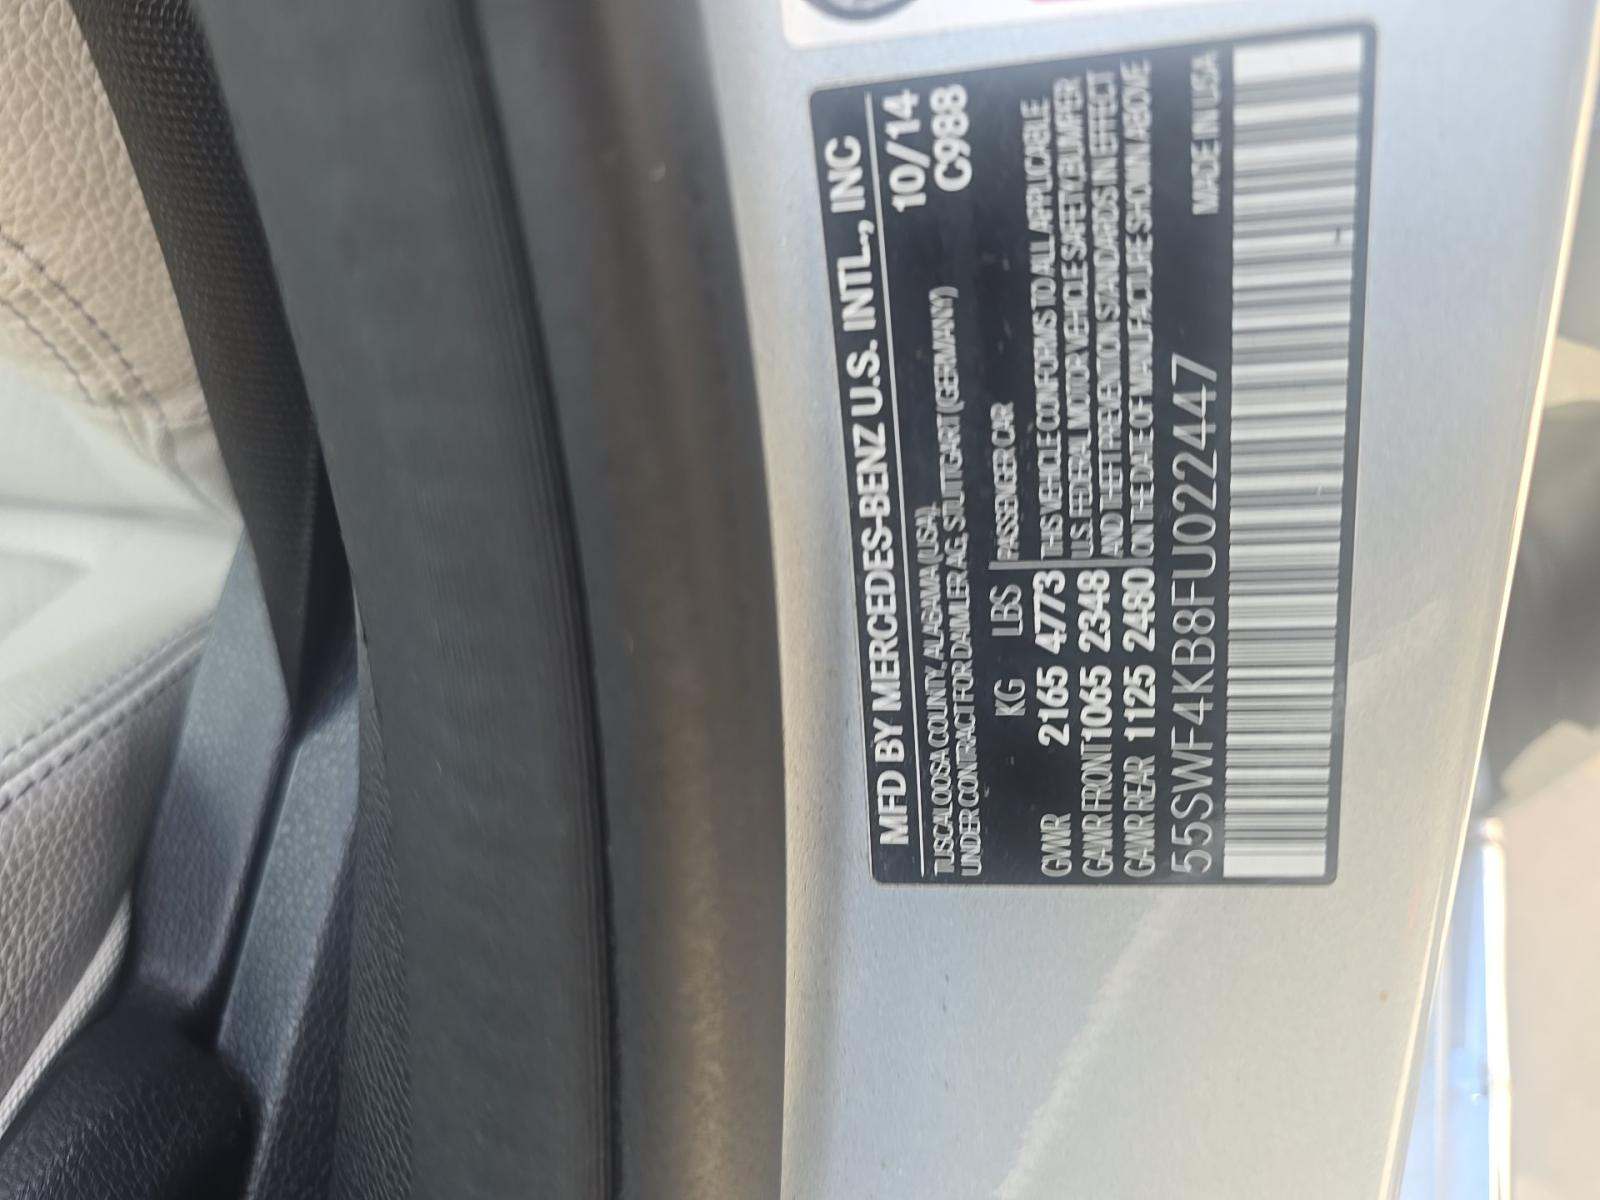 MFD BY MERCEDES-BENZ U.S. INTL., INC
TUSCALOOSA COUNTY, ALABAMA (USA). 10/14
UNDER CONTRACT FOR DAIMLER AG, STUTTGART (GERMANY) C988
KG LBS PASSENGER CAR
GVWR 2165 4773 THIS VEHICLE CONFORMS TO ALL APPLICABLE
GAWR FRONT 1065 2348 U.S. FEDERAL MOTOR VEHICLE SAFETY, BUMPER
GAWR REAR 1125 2480 AND THEFT PREVENTION STANDARDS IN EFFECT
ON THE DATE OF MANUFACTURE SHOWN ABOVE
55SWF4KB8FU022447 MADE IN USA